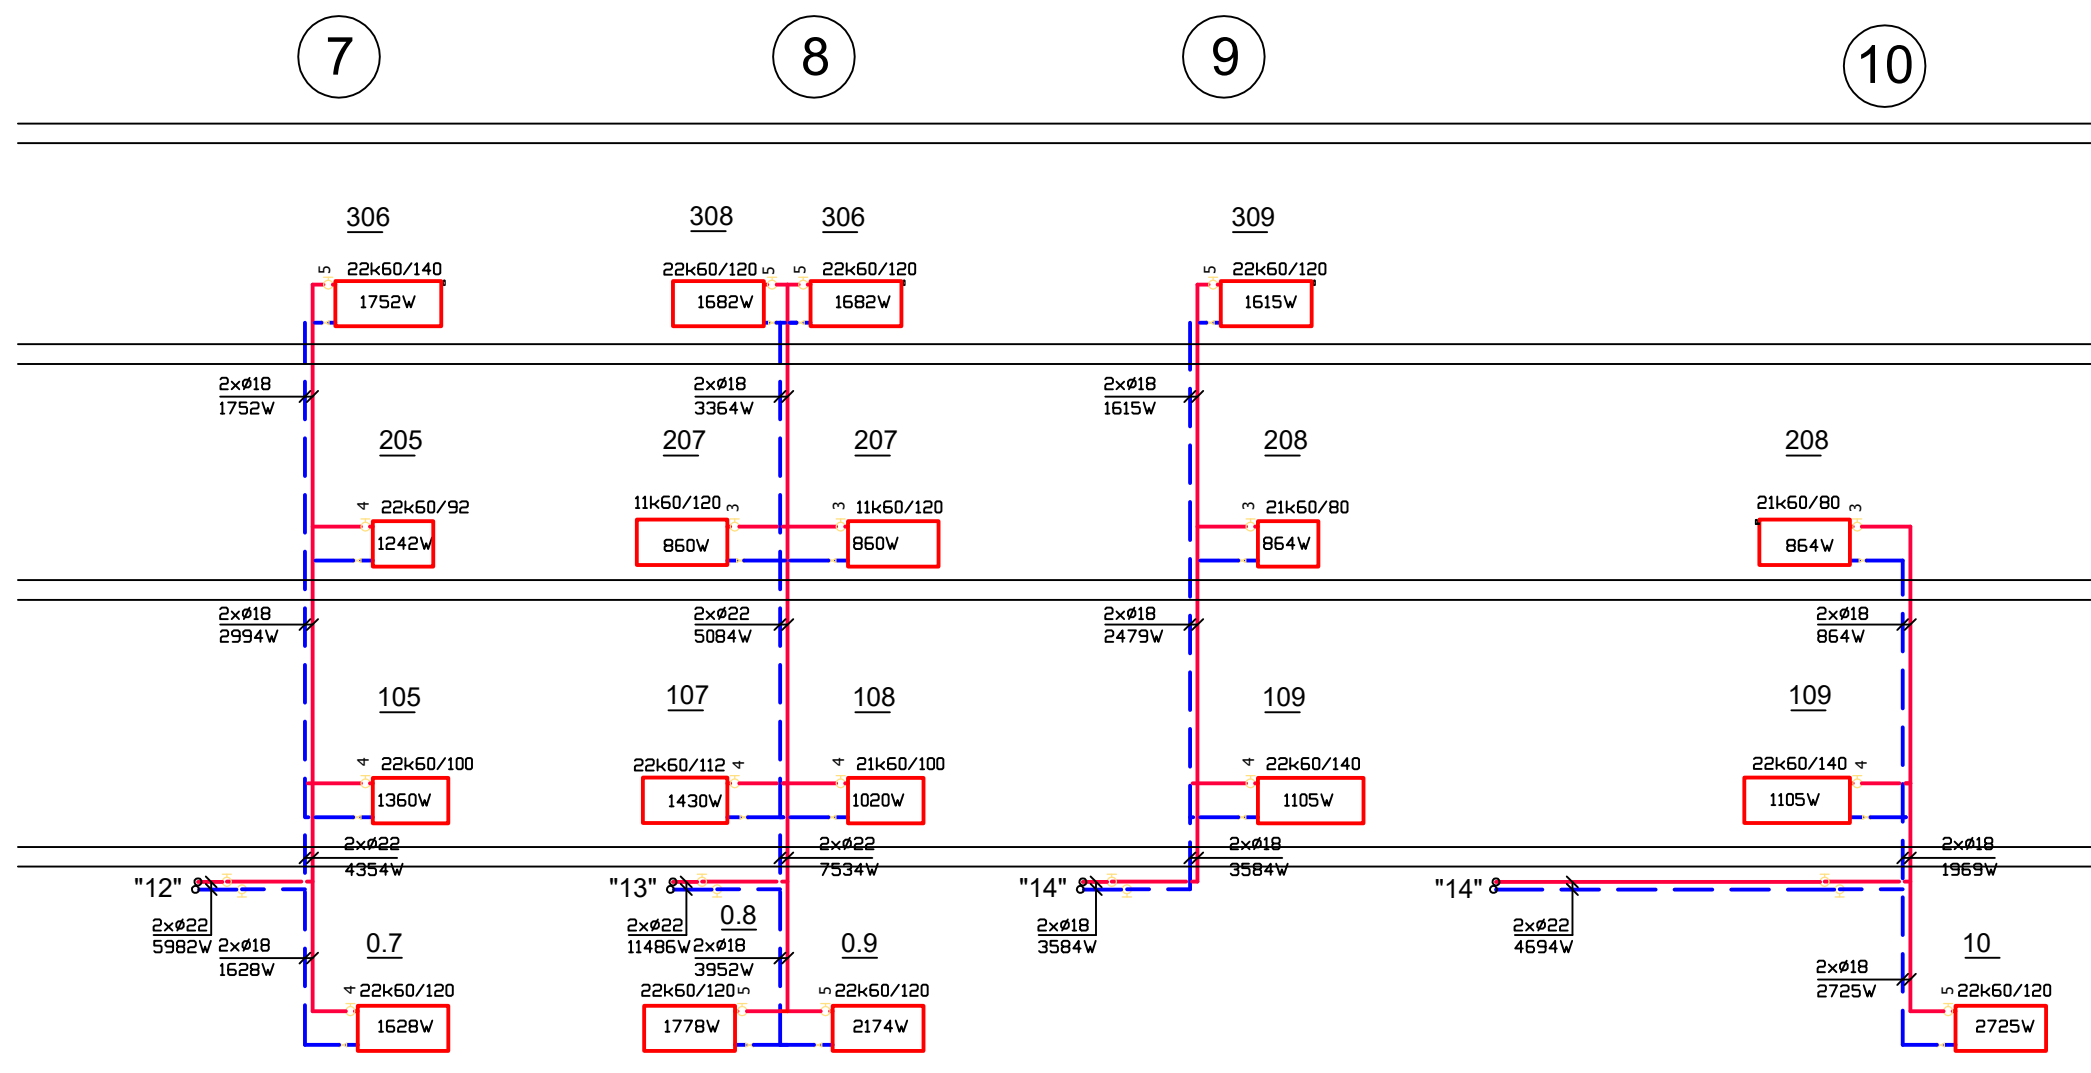 7
8
9
10
306
308
306
309
5
22k60/140
22k60/120
5
5
22k60/120
5
22k60/120
1752W
1682W
1682W
1615W
2xø18
1752W
2xø18
3364W
2xø18
1615W
205
207
207
208
208
4
22k60/92
11k60/120
3
3
11k60/120
3
21k60/80
21k60/80
3
1242W
860W
860W
864W
864W
2xø18
2994W
2xø22
5084W
2xø18
2479W
2xø18
864W
105
107
108
109
109
4
22k60/100
22k60/112
4
4
21k60/100
4
22k60/140
22k60/140
4
1360W
1430W
1020W
1105W
1105W
2xø22
4354W
2xø22
7534W
2xø18
3584W
2xø18
1969W
"12"
"13"
"14"
"14"
2xø22
5982W
2xø22
11486W
2xø18
3584W
2xø22
4694W
0.7
0.8
0.9
10
2xø18
1628W
2xø18
3952W
2xø18
2725W
4
22k60/120
22k60/120
5
5
22k60/120
5
22k60/120
1628W
1778W
2174W
2725W